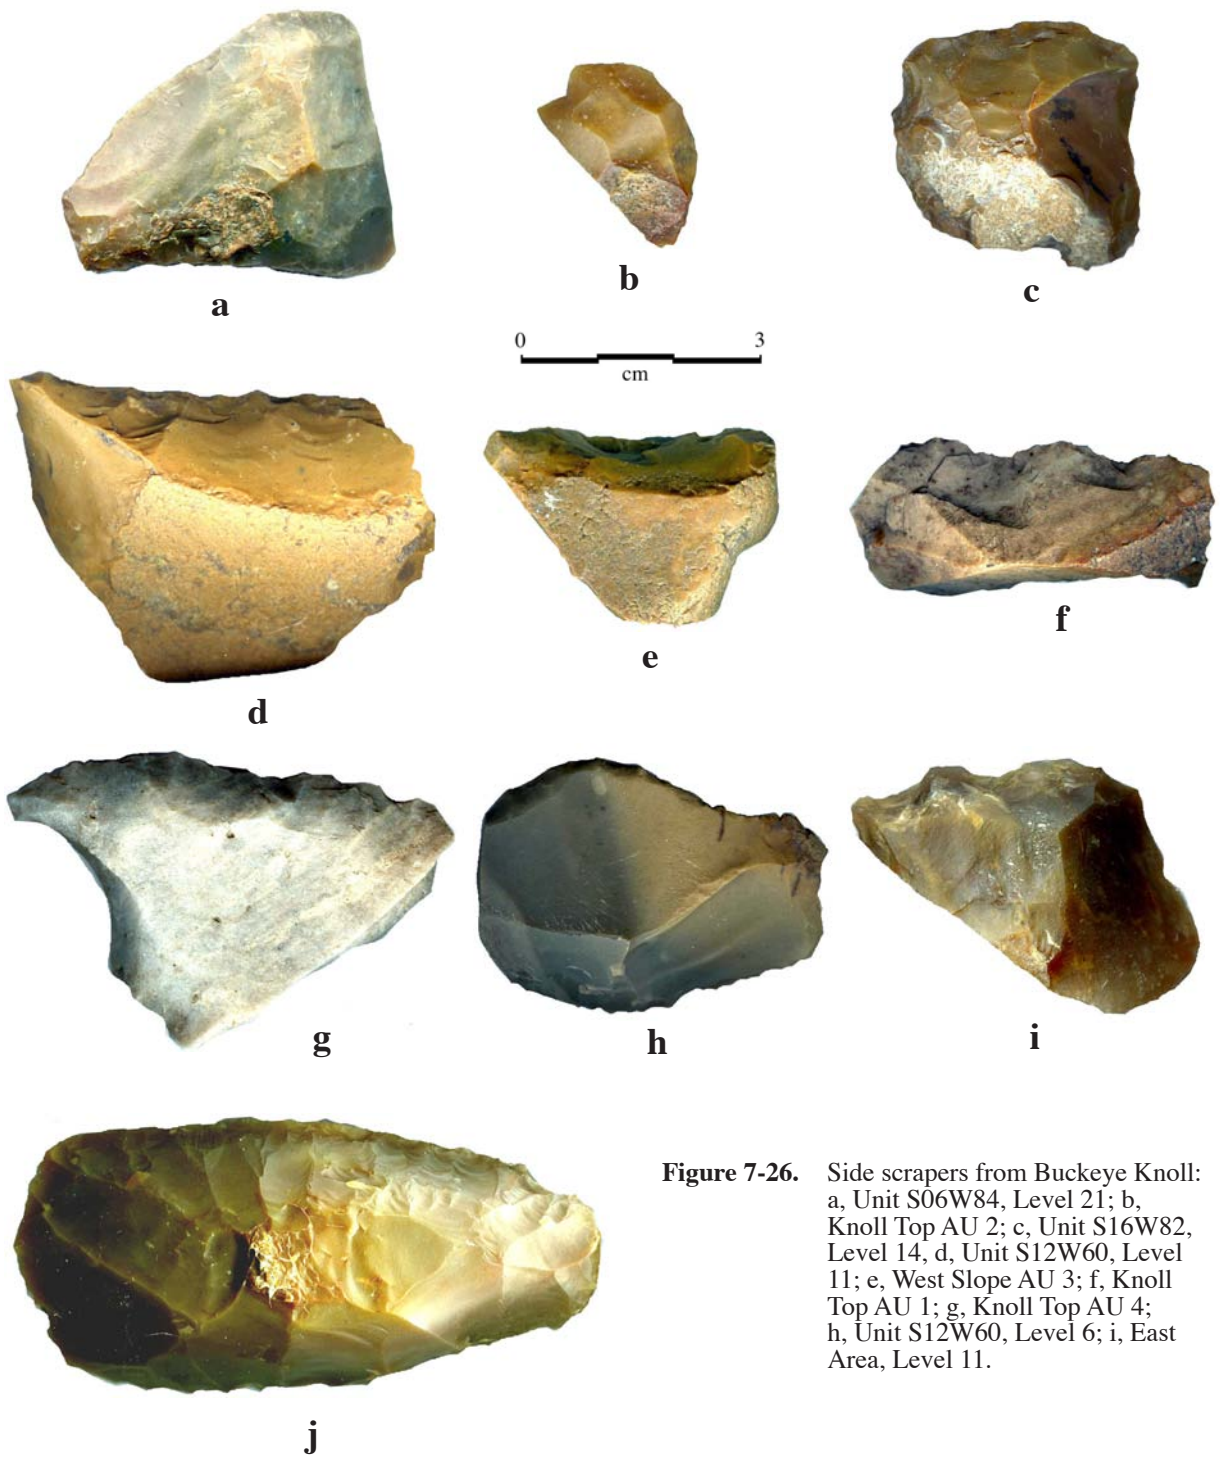 a
b
c
0 3
cm
d
e
f
g
h
i
j
Figure 7-26. Side scrapers from Buckeye Knoll:
a, Unit S06W84, Level 21; b,
Knoll Top AU 2; c, Unit S16W82,
Level 14, d, Unit S12W60, Level
11; e, West Slope AU 3; f, Knoll
Top AU 1; g, Knoll Top AU 4;
h, Unit S12W60, Level 6; i, East
Area, Level 11.